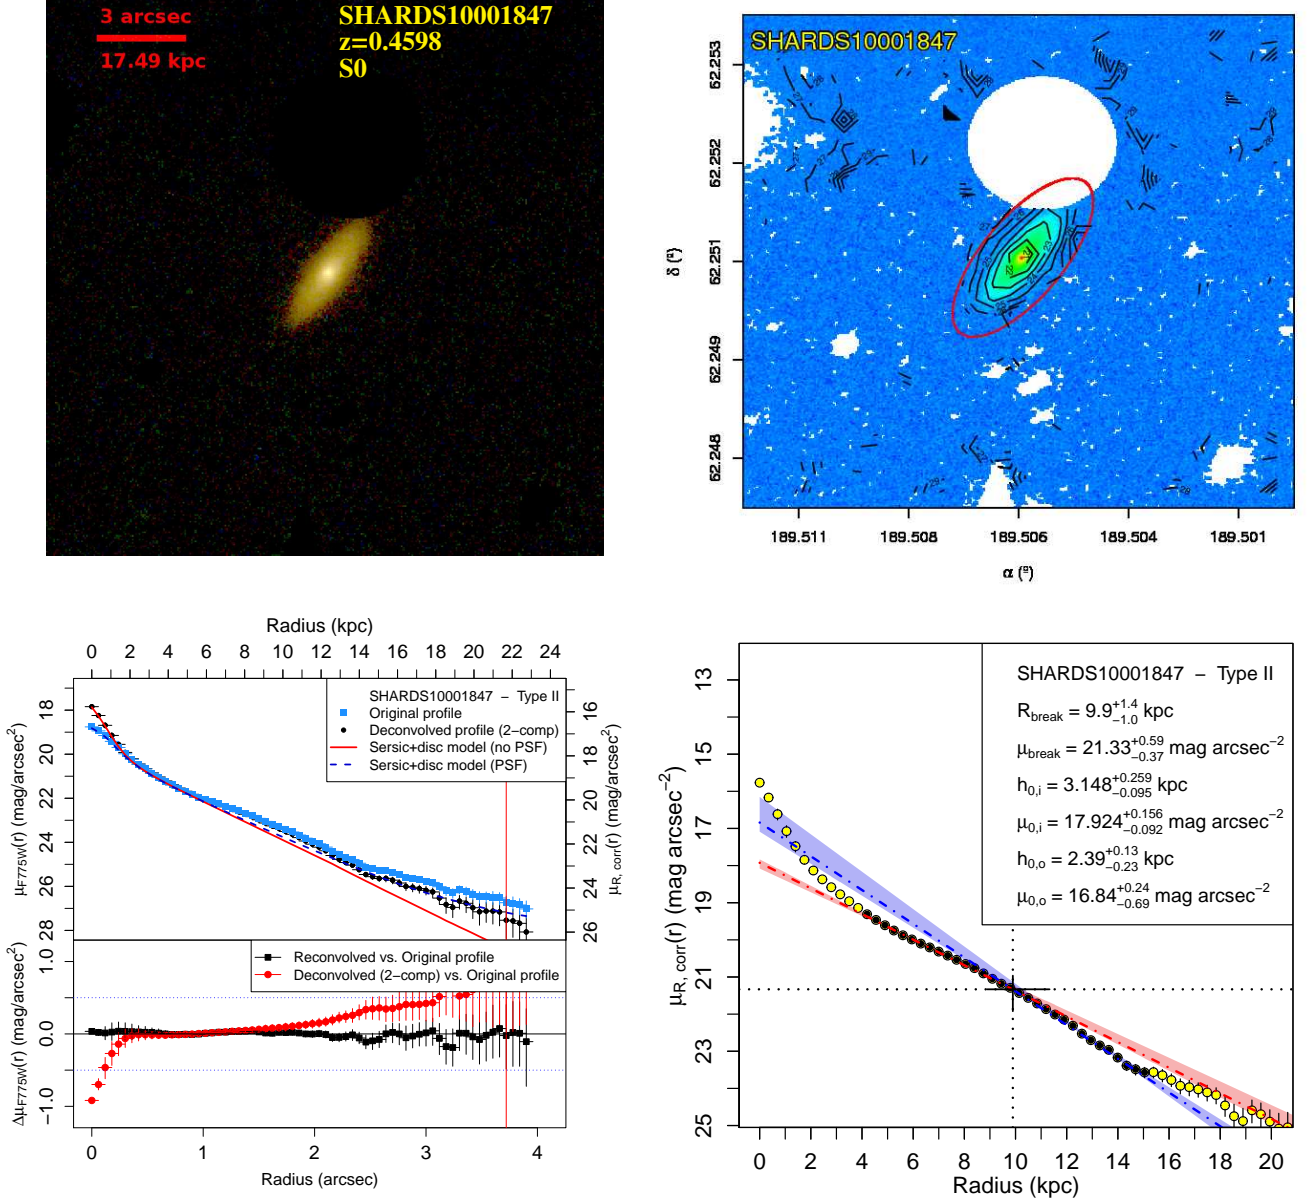 3 arcsec
17.49 kpc
SHARDS10001847
z=0.4598
S0
SHARDS10001847
62.253
62.252
62.251
62.249
62.248
δ (º)
189.511
189.508
189.506
189.504
189.501
α (º)
Radius (kpc)
0 2 4 6 8 10 12 14 16 18 20 22 24
SHARDS10001847 − Type II
Original profile
Deconvolved profile (2−comp)
Sersic+disc model (no PSF)
Sersic+disc model (PSF)
18
20
22
24
26
28
μF775W(r) (mag/arcsec2)
16
18
20
22
24
26
μR, corr(r) (mag/arcsec2)
Reconvolved vs. Original profile
Deconvolved (2−comp) vs. Original profile
1.0
0.0
−1.0
ΔμF775W(r) (mag/arcsec2)
0 1 2 3 4
Radius (arcsec)
SHARDS10001847 − Type II
Rbreak = 9.9+1.4−1.0 kpc
μbreak = 21.33+0.59−0.37 mag arcsec−2
h0,i = 3.148+0.259−0.095 kpc
μ0,i = 17.924+0.156−0.092 mag arcsec−2
h0,o = 2.39+0.13−0.23 kpc
μ0,o = 16.84+0.24−0.69 mag arcsec−2
13
15
17
19
21
23
25
μR, corr(r) (mag arcsec−2)
0 2 4 6 8 10 12 14 16 18 20
Radius (kpc)